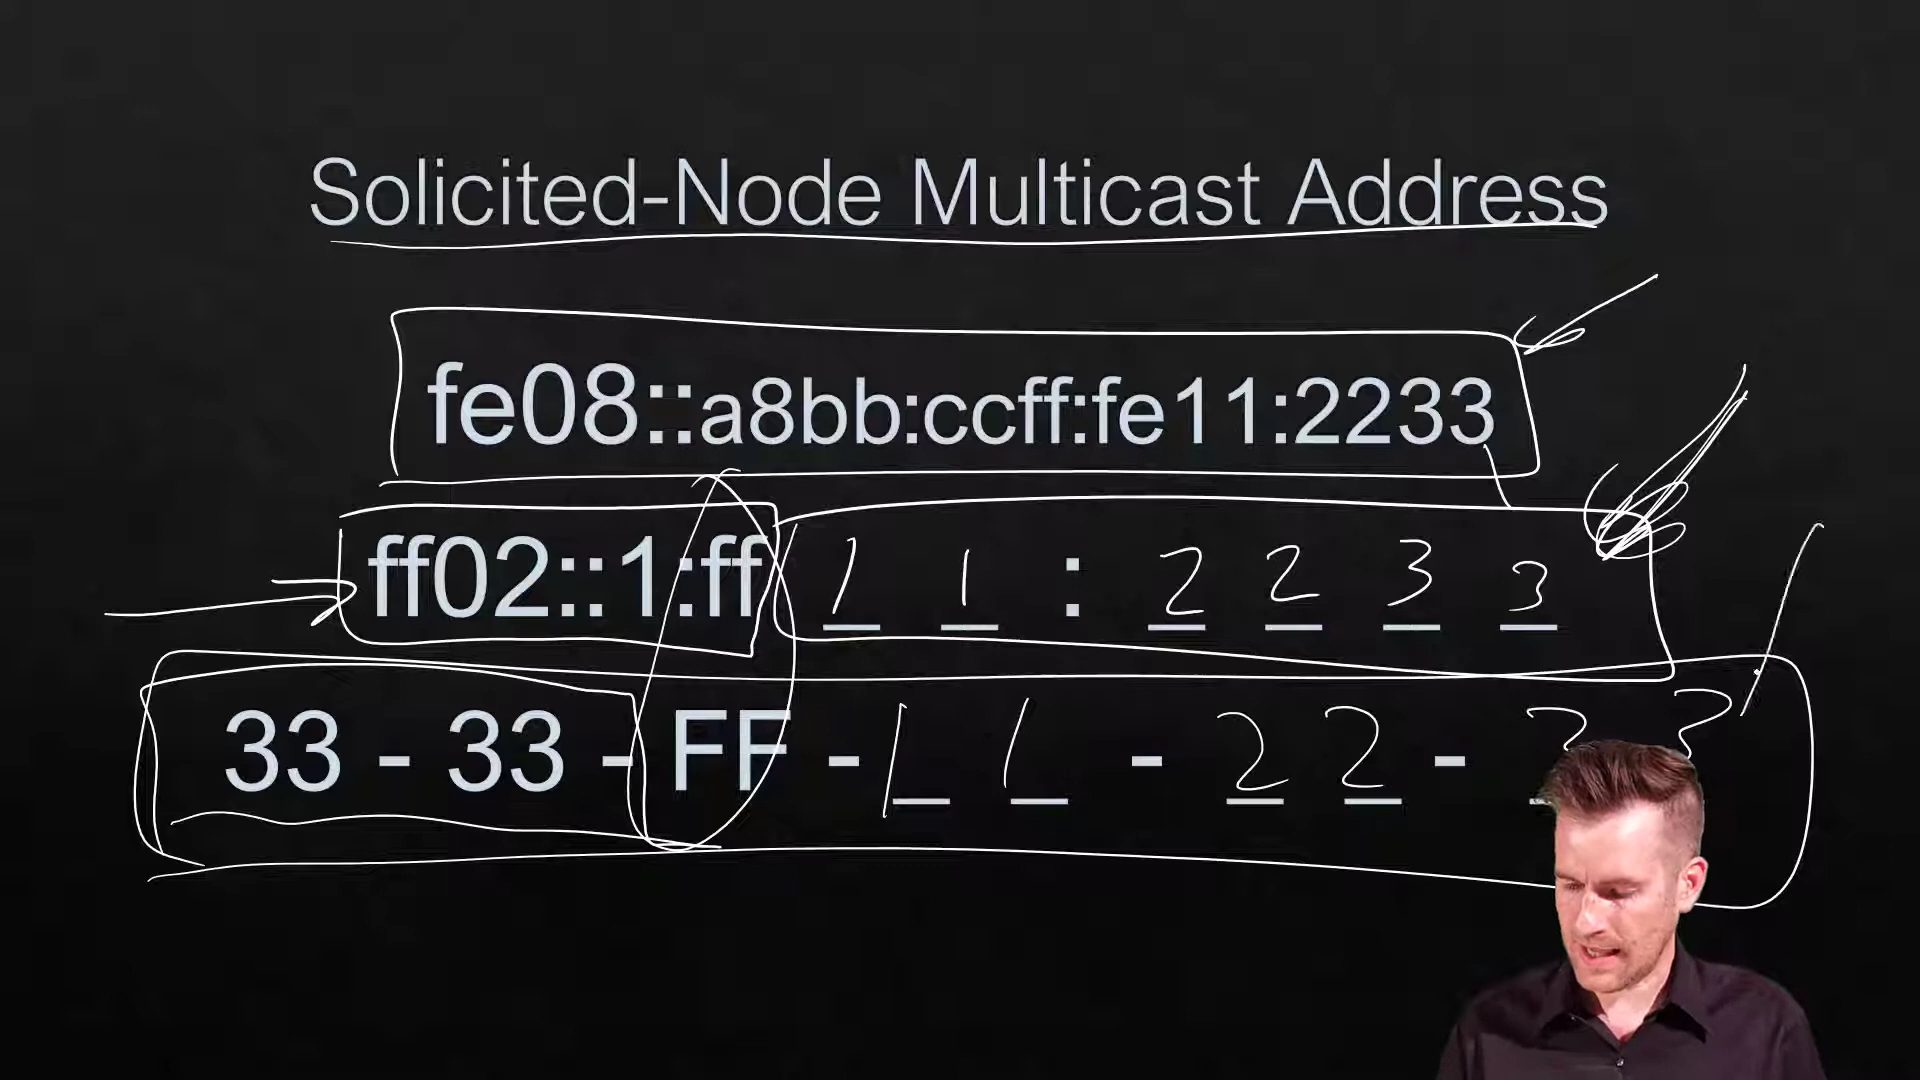 Solicited-Node Multicast Address
fe08::a8bb:ccff:fe11:2233
ff02::1:ff 1 1 : 2 2 3 3
33 - 33 - FF - 1 1 - 2 2 - 3 3